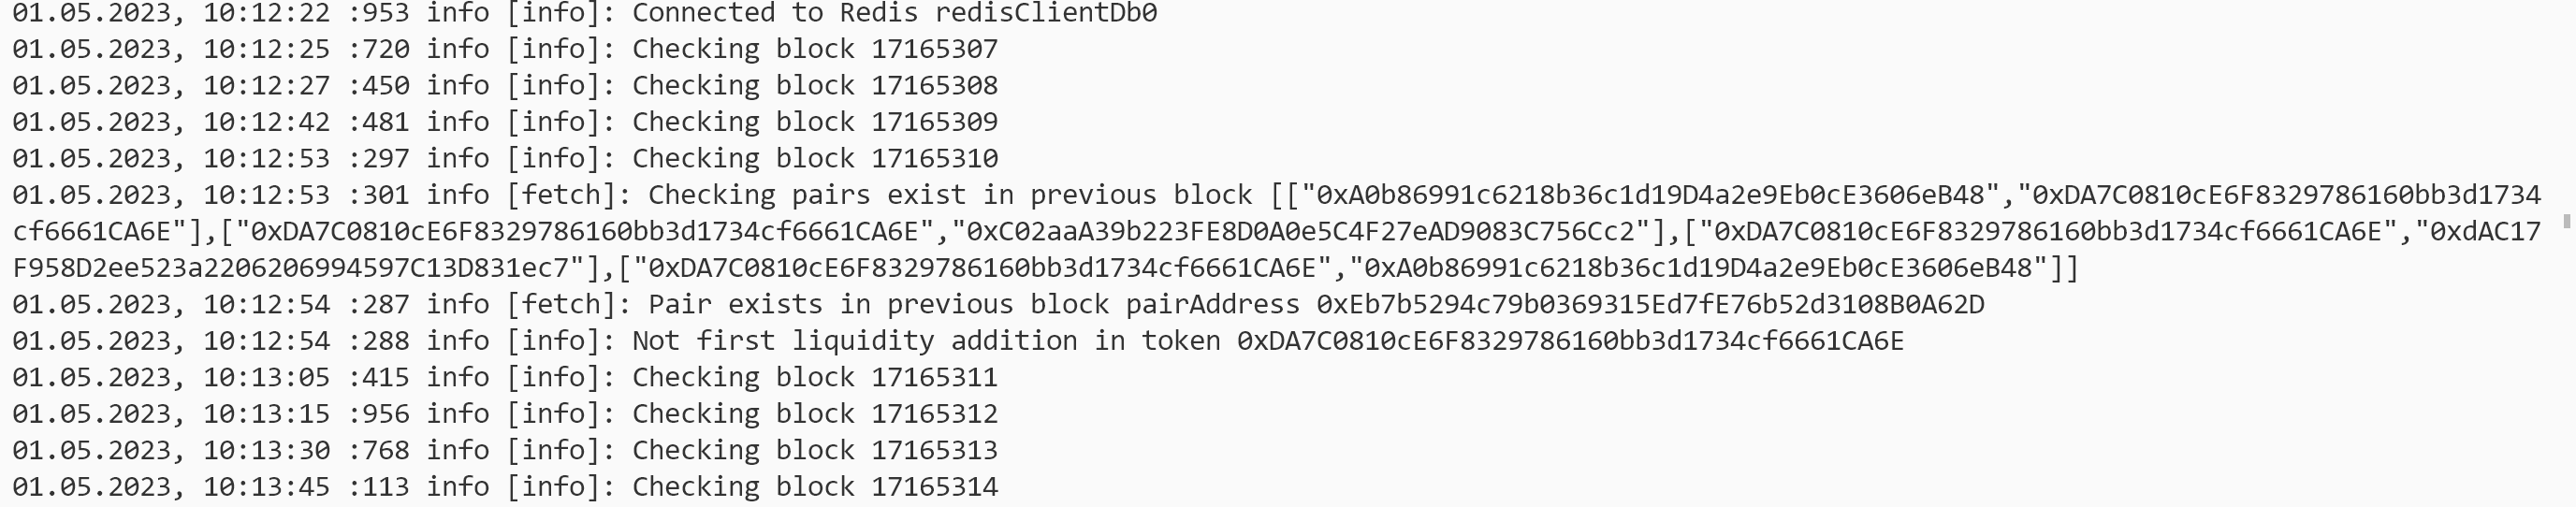 01.05.2023, 10:12:22 :953 info [info]: Connected to Redis redisClientDb0
01.05.2023, 10:12:25 :720 info [info]: Checking block 17165307
01.05.2023, 10:12:27 :450 info [info]: Checking block 17165308
01.05.2023, 10:12:42 :481 info [info]: Checking block 17165309
01.05.2023, 10:12:53 :297 info [info]: Checking block 17165310
01.05.2023, 10:12:53 :301 info [fetch]: Checking pairs exist in previous block [["0xA0b86991c6218b36c1d19D4a2e9Eb0cE3606eB48","0xDA7C0810cE6F8329786160bb3d1734
cf6661CA6E"],["0xDA7C0810cE6F8329786160bb3d1734cf6661CA6E","0xC02aaA39b223FE8D0A0e5C4F27eAD9083C756Cc2"],["0xDA7C0810cE6F8329786160bb3d1734cf6661CA6E","0xdAC17
F958D2ee523a2206206994597C13D831ec7"],["0xDA7C0810cE6F8329786160bb3d1734cf6661CA6E","0xA0b86991c6218b36c1d19D4a2e9Eb0cE3606eB48"]]
01.05.2023, 10:12:54 :287 info [fetch]: Pair exists in previous block pairAddress 0xEb7b5294c79b0369315Ed7fE76b52d3108B0A62D
01.05.2023, 10:12:54 :288 info [info]: Not first liquidity addition in token 0xDA7C0810cE6F8329786160bb3d1734cf6661CA6E
01.05.2023, 10:13:05 :415 info [info]: Checking block 17165311
01.05.2023, 10:13:15 :956 info [info]: Checking block 17165312
01.05.2023, 10:13:30 :768 info [info]: Checking block 17165313
01.05.2023, 10:13:45 :113 info [info]: Checking block 17165314